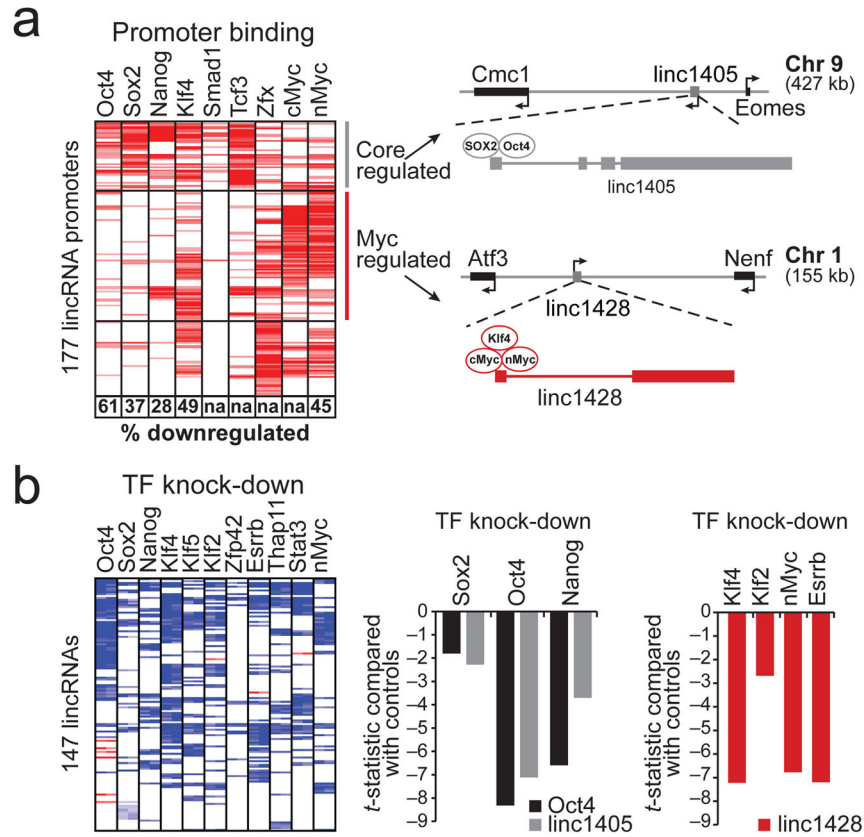 a
Promoter binding
Oct4
Sox2
Nanog
Klf4
Smad1
Tcf3
Zfx
cMyc
nMyc
177 lincRNA promoters
61 37 28 49 na na na na 45
% downregulated
Core
regulated
Myc
regulated
Cmc1
linc1405
Eomes
Chr 9
(427 kb)
SOX2 Oct4
linc1405
Atf3
linc1428
Nenf
Chr 1
(155 kb)
Klf4
cMyc nMyc
linc1428
b
TF knock-down
Oct4
Sox2
Nanog
Klf4
Klf5
Klf2
Zfp42
Esrrb
Thap11
Stat3
nMyc
147 lincRNAs
TF knock-down
Sox2
Oct4
Nanog
t-statistic compared
with controls
0
−1
−2
−3
−4
−5
−6
−7
−8
−9
Oct4
linc1405
TF knock-down
Klf4
Klf2
nMyc
Esrrb
t-statistic compared
with controls
0
−1
−2
−3
−4
−5
−6
−7
−8
−9
linc1428